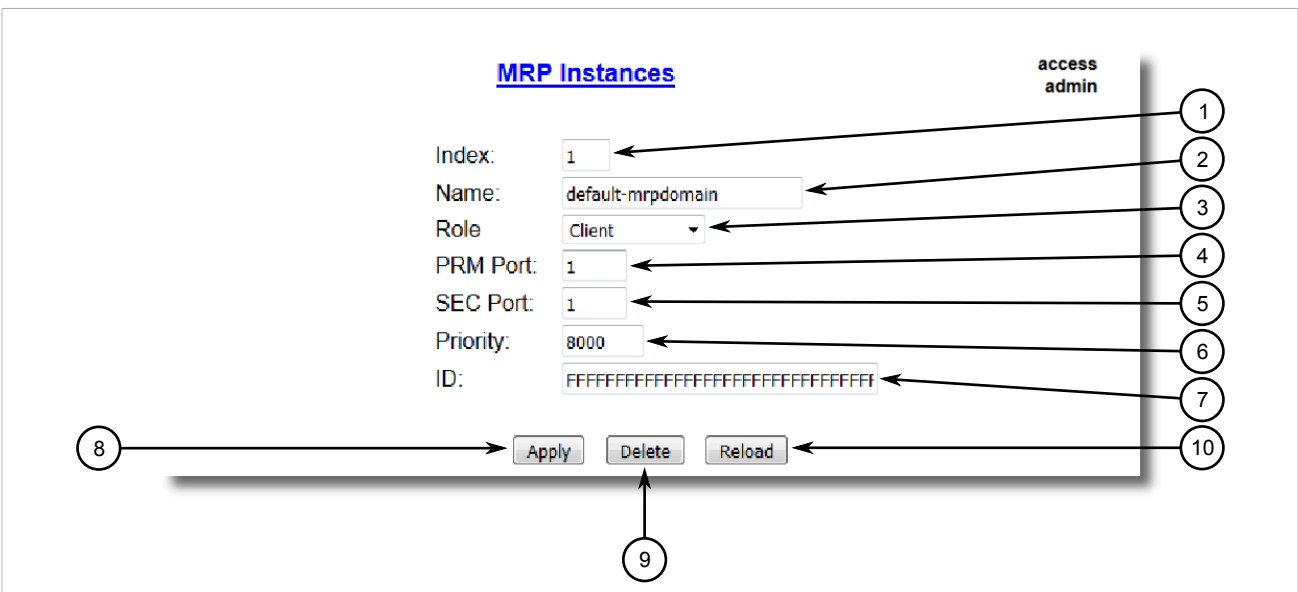 MRP Instances
access
admin
1
Index: 1
2
Name: default-mrpdomain
3
Role Client
4
PRM Port: 1
5
SEC Port: 1
6
Priority: 8000
7
ID: FFFFFFFFFFFFFFFFFFFFFFFFFFFFFFFF
8
Apply Delete Reload
10
9